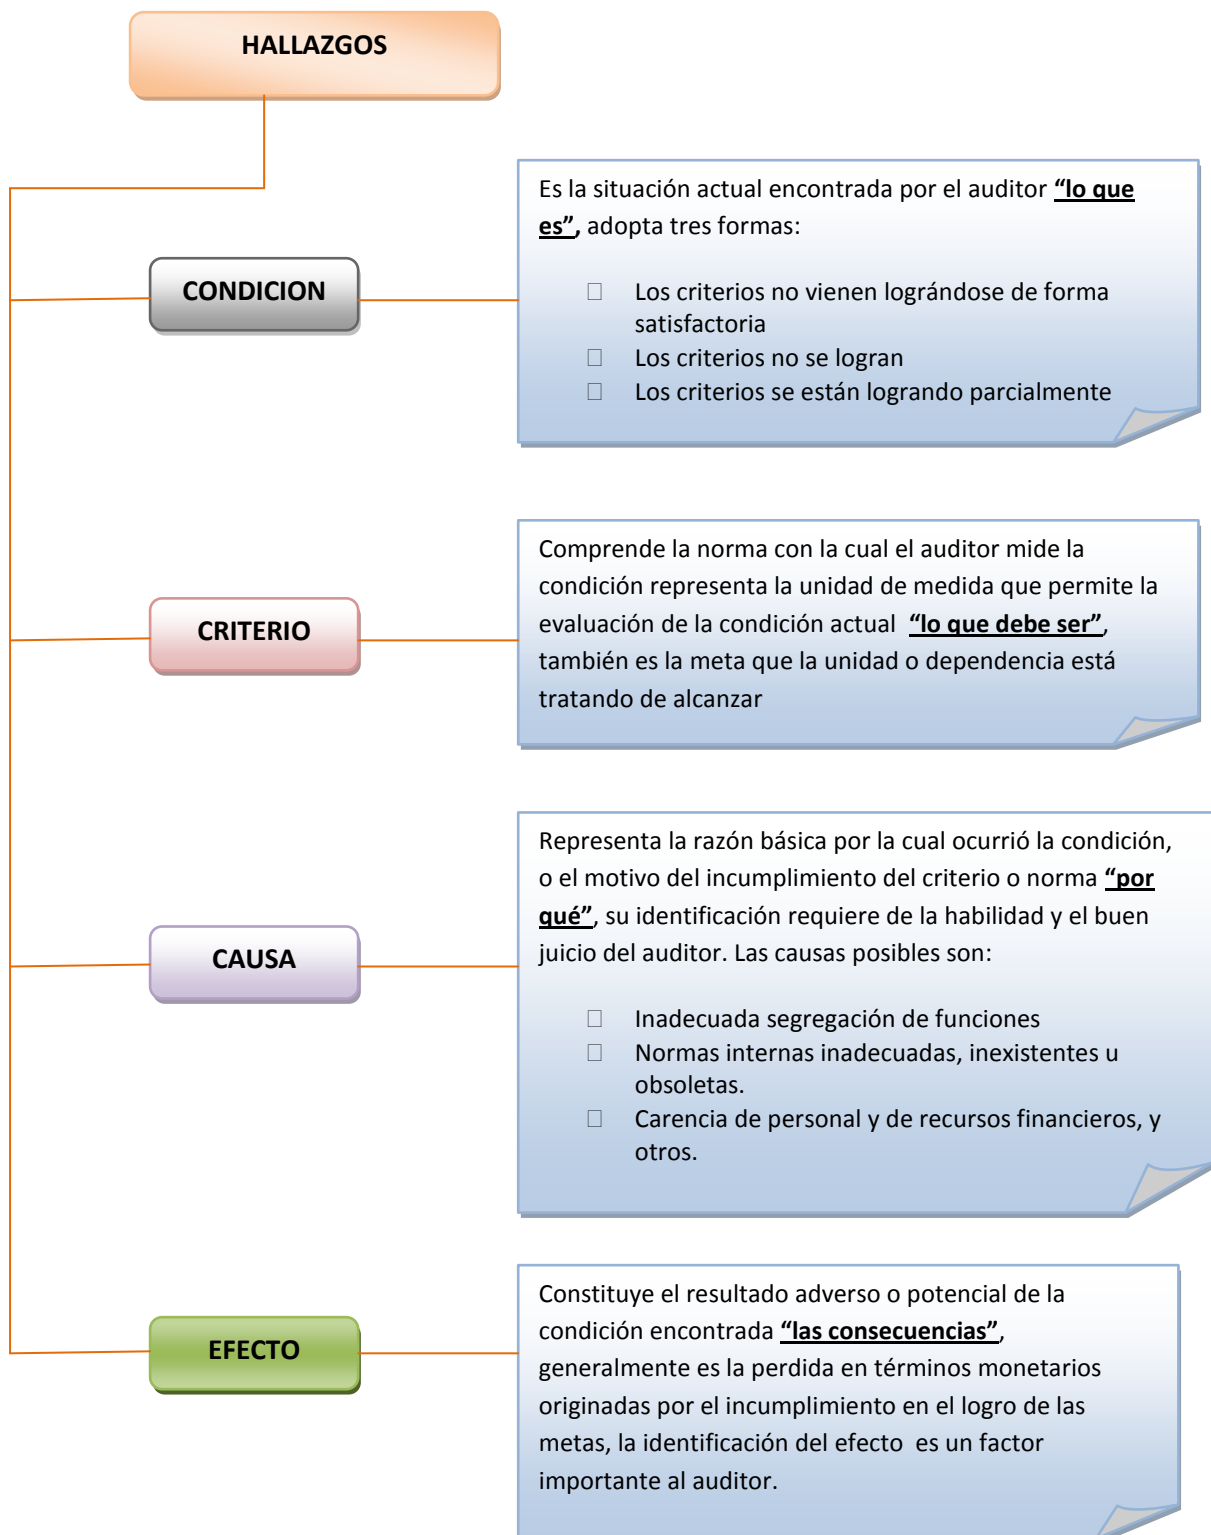 HALLAZGOS
CONDICION
Es la situación actual encontrada por el auditor “lo que
es”, adopta tres formas:
Los criterios no vienen lográndose de forma
satisfactoria
Los criterios no se logran
Los criterios se están logrando parcialmente
CRITERIO
Comprende la norma con la cual el auditor mide la
condición representa la unidad de medida que permite la
evaluación de la condición actual “lo que debe ser”,
también es la meta que la unidad o dependencia está
tratando de alcanzar
CAUSA
Representa la razón básica por la cual ocurrió la condición,
o el motivo del incumplimiento del criterio o norma “por
qué”, su identificación requiere de la habilidad y el buen
juicio del auditor. Las causas posibles son:
Inadecuada segregación de funciones
Normas internas inadecuadas, inexistentes u
obsoletas.
Carencia de personal y de recursos financieros, y
otros.
EFECTO
Constituye el resultado adverso o potencial de la
condición encontrada “las consecuencias”,
generalmente es la perdida en términos monetarios
originadas por el incumplimiento en el logro de las
metas, la identificación del efecto es un factor
importante al auditor.